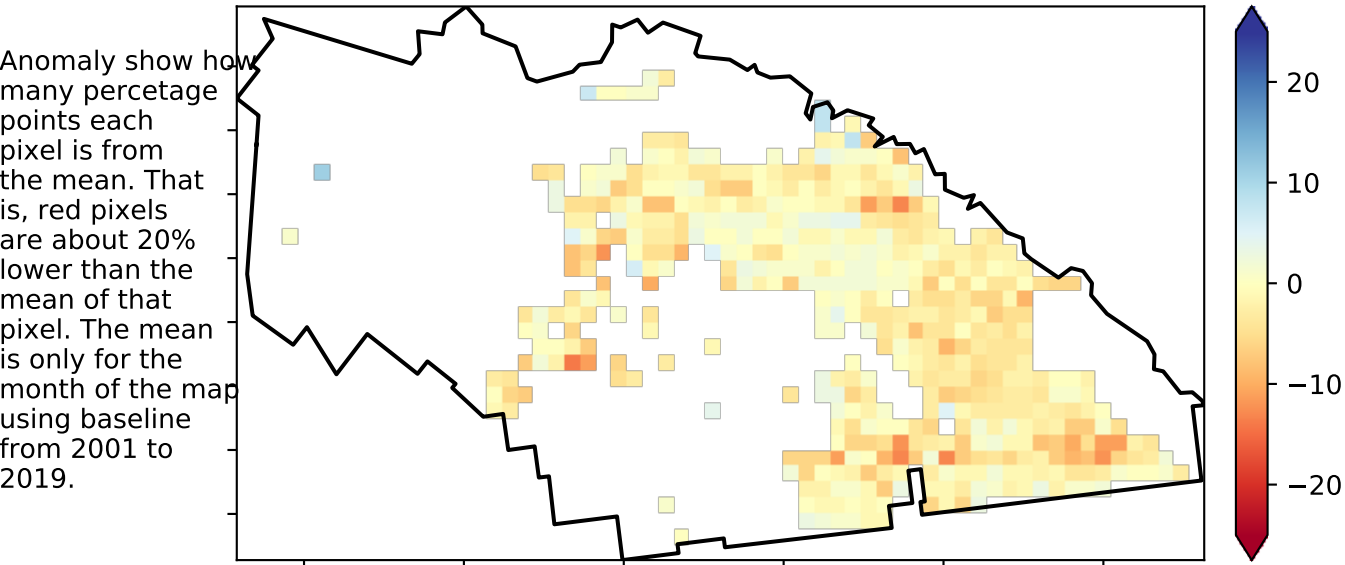 Anomaly show how
many percetage
points each
pixel is from
the mean. That
is, red pixels
are about 20%
lower than the
mean of that
pixel. The mean
is only for the
month of the map
using baseline
from 2001 to
2019.
20
10
0
−10
−20